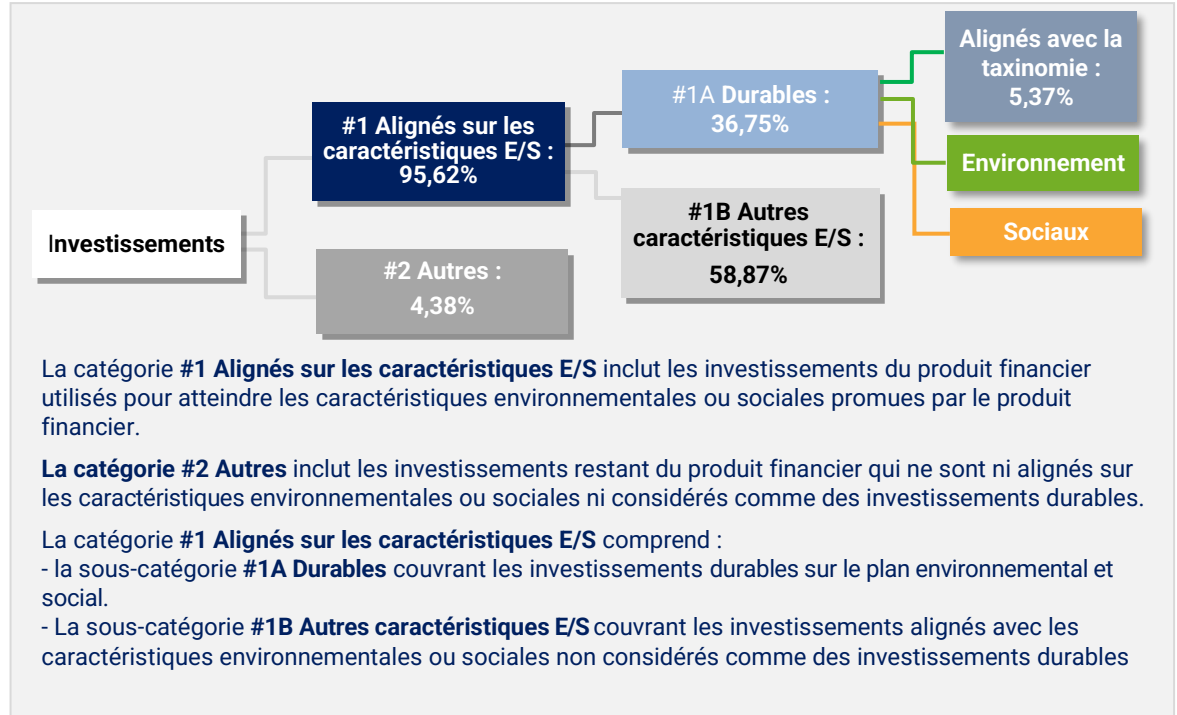 Investissements
#1 Alignés sur les
caractéristiques E/S :
95,62%
#2 Autres :
4,38%
#1A Durables :
36,75%
#1B Autres
caractéristiques E/S :
58,87%
Alignés avec la
taxinomie :
5,37%
Environnement
Sociaux
La catégorie #1 Alignés sur les caractéristiques E/S inclut les investissements du produit financier
utilisés pour atteindre les caractéristiques environnementales ou sociales promues par le produit
financier.
La catégorie #2 Autres inclut les investissements restant du produit financier qui ne sont ni alignés sur
les caractéristiques environnementales ou sociales ni considérés comme des investissements durables.
La catégorie #1 Alignés sur les caractéristiques E/S comprend :
- la sous-catégorie #1A Durables couvrant les investissements durables sur le plan environnemental et
social.
- La sous-catégorie #1B Autres caractéristiques E/S couvrant les investissements alignés avec les
caractéristiques environnementales ou sociales non considérés comme des investissements durables